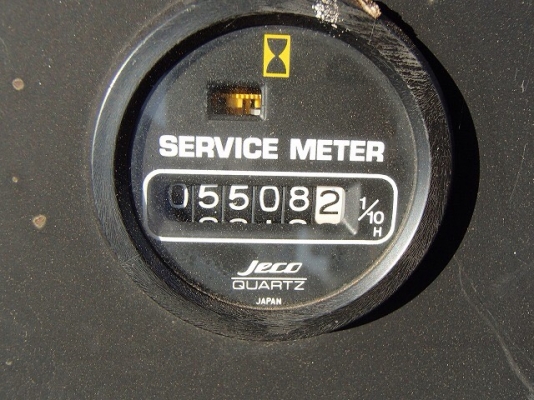 SERVICE METER
055082 1/10 H
Jeco
QUARTZ
JAPAN